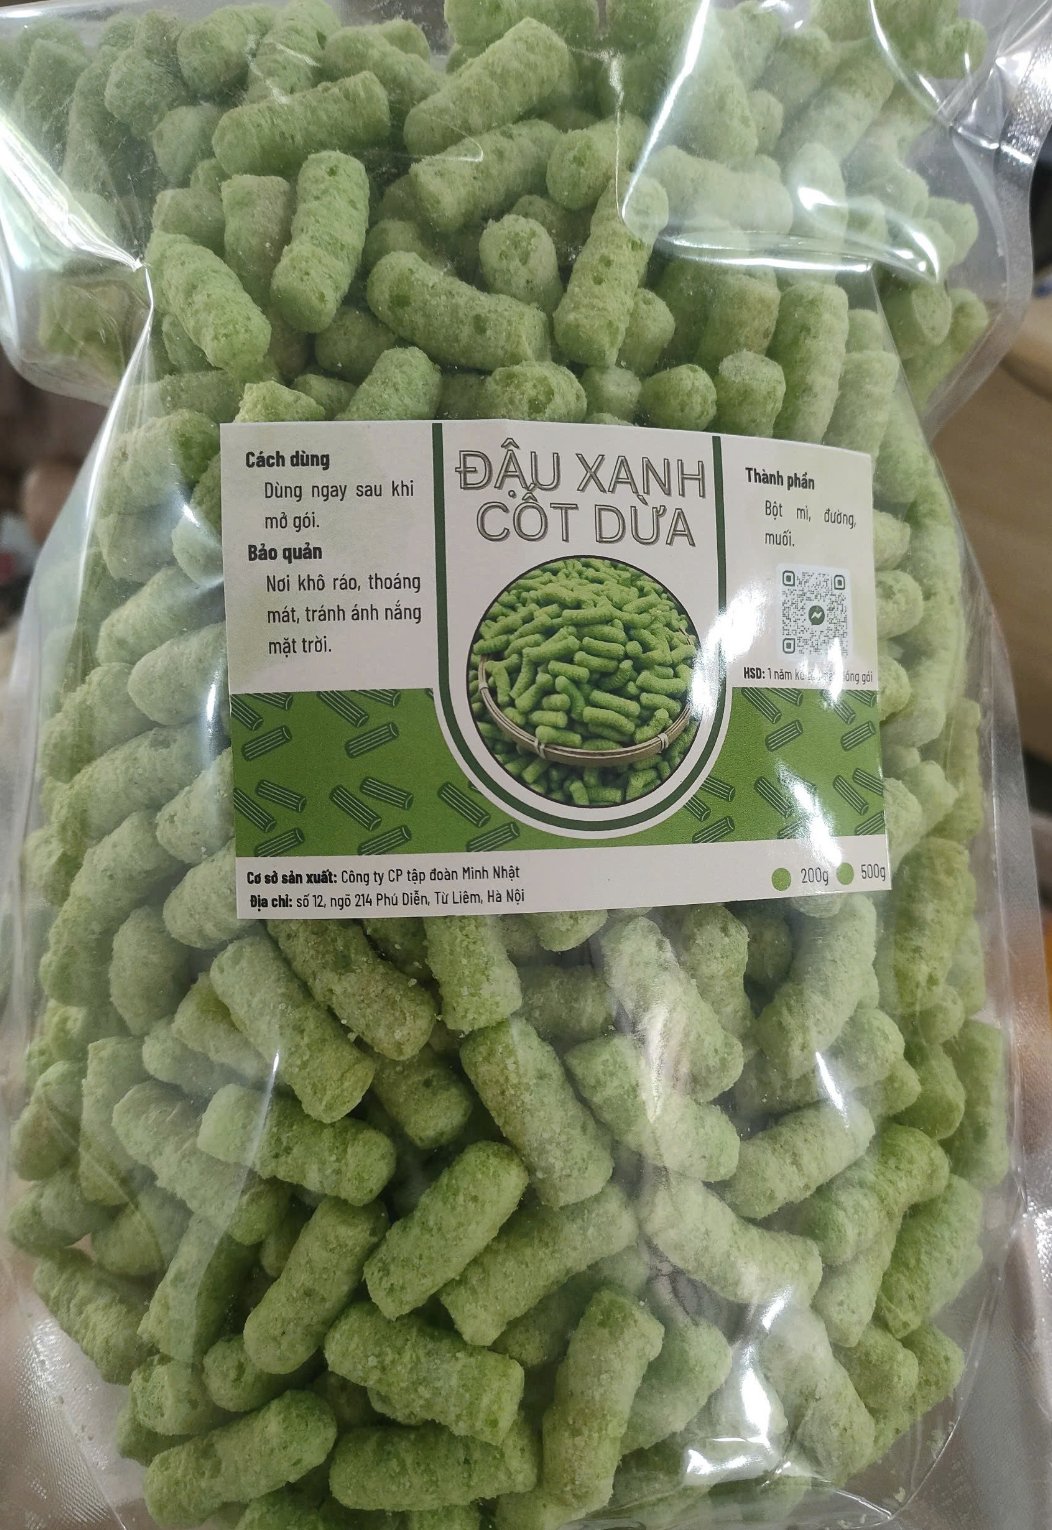 Cách dùng
Dùng ngay sau khi
mở gói.
Bảo quản
Nơi khô ráo, thoáng
mát, tránh ánh nắng
mặt trời.
ĐẬU XANH
CỐT DỪA
Thành phần
Bột mì, đường,
muối.
HSD: 1 năm kể đóng gói
Cơ sở sản xuất: Công ty CP tập đoàn Minh Nhật
Địa chỉ: số 12, ngõ 214 Phú Diễn, Từ Liêm, Hà Nội
200g 500g